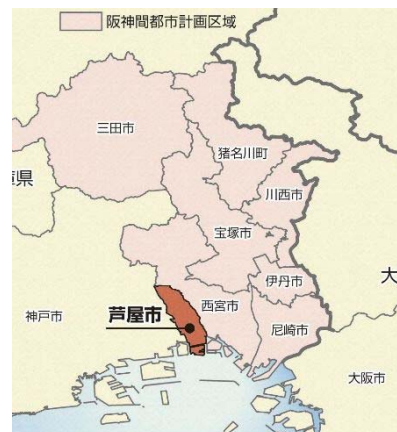 阪神間都市計画区域
三田市
猪名川町
県
川西市
宝塚市
大
伊丹市
西宮市
芦屋市
神戸市
尼崎市
大阪市